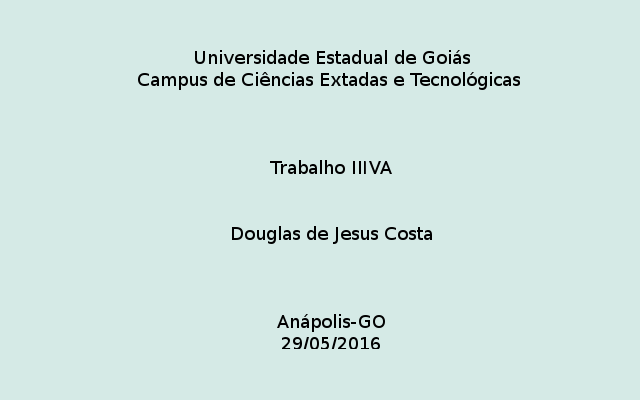 Universidade Estadual de Goiás
Campus de Ciências Extadas e Tecnológicas
Trabalho IIIVA
Douglas de Jesus Costa
Anápolis-GO
29/05/2016